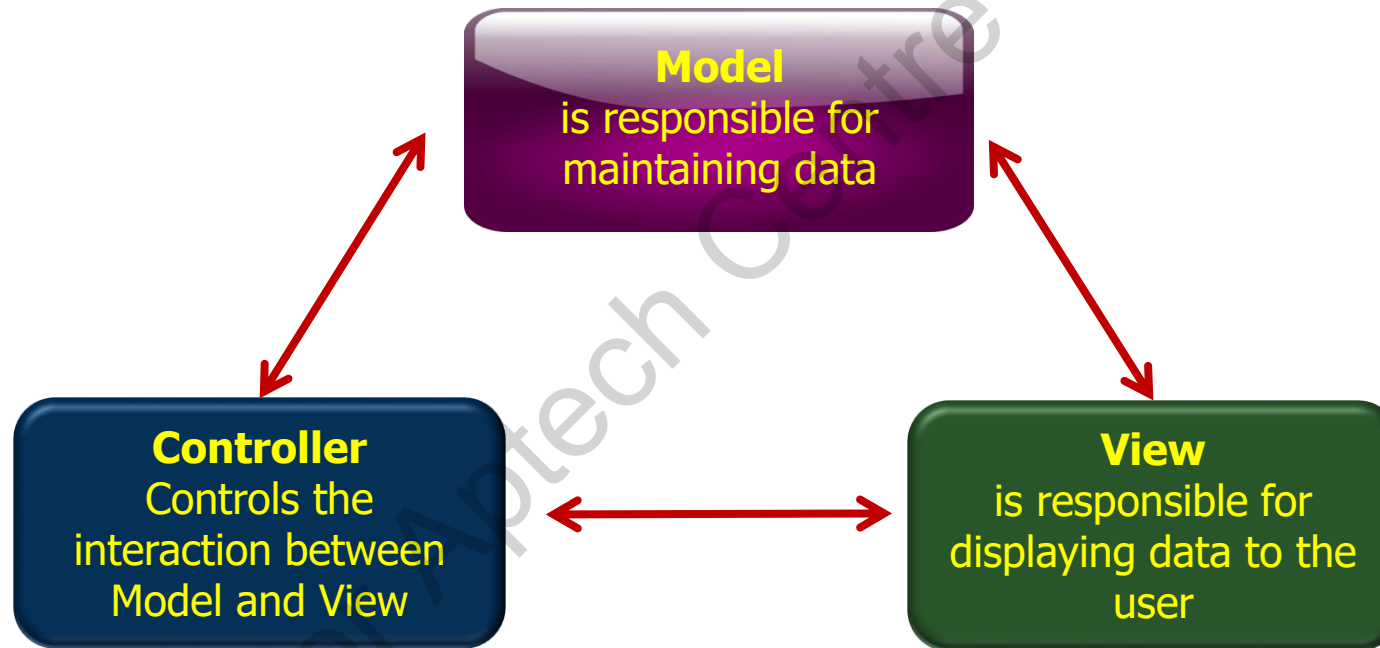 Model
is responsible for
maintaining data
Controller
Controls the
interaction between
Model and View
View
is responsible for
displaying data to the
user
Aptech Centre